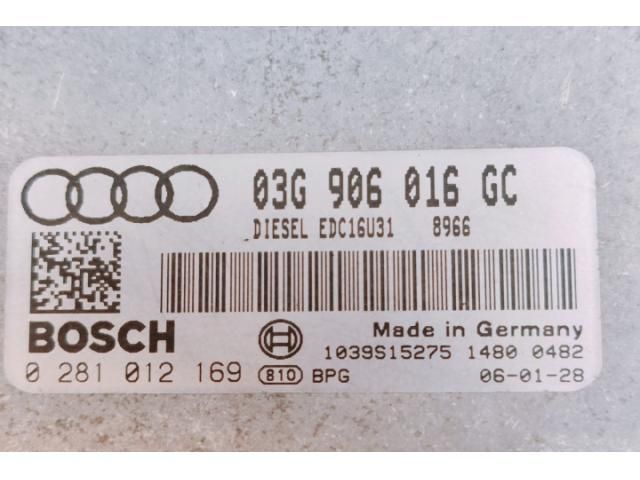 03G 906 016 GC
DIESEL EDC16U31 8966
BOSCH
Made in Germany
1039S15275 1480 0482
0 281 012 169 810 BPG 06-01-28